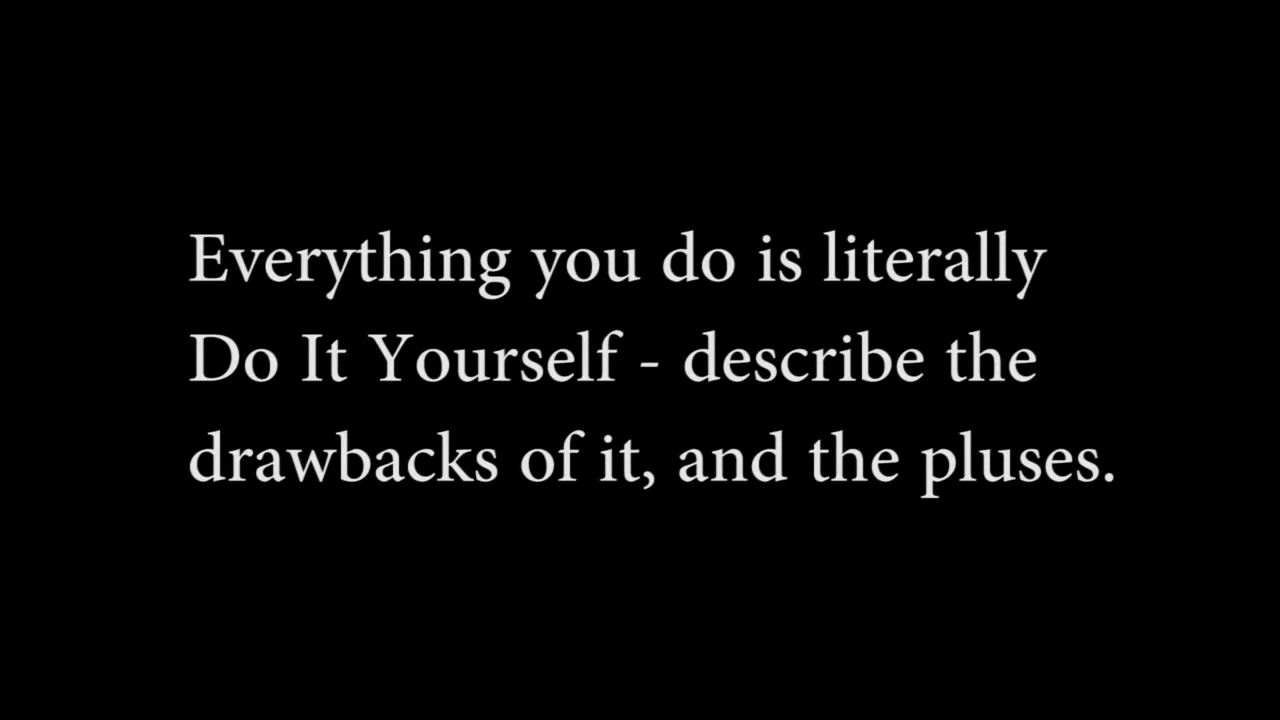 Everything you do is literally
Do It Yourself - describe the
drawbacks of it, and the pluses.